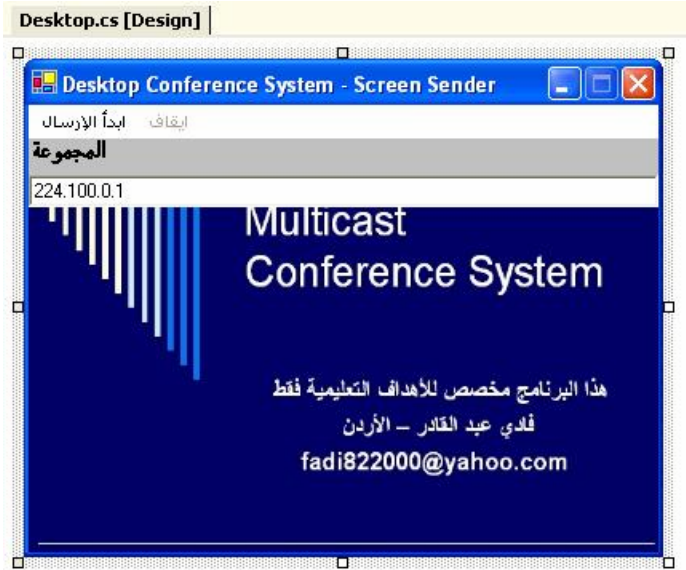 Desktop.cs [Design]
Desktop Conference System - Screen Sender
ابدأ الإرسال ايقاف
المجموعة
224.100.0.1
Multicast
Conference System
هذا البرنامج مخصص للأهداف التعليمية فقط
فادي عبد القادر – الأردن
fadi822000@yahoo.com